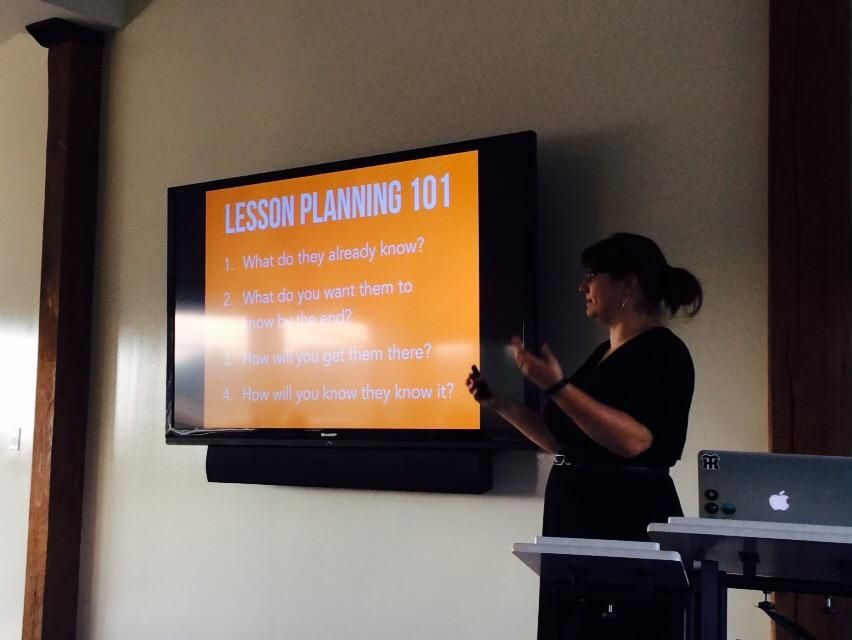 LESSON PLANNING 101
1. What do they already know?
2. What do you want them to
know by the end?
3. How will you get them there?
4. How will you know they know it?
SHARP